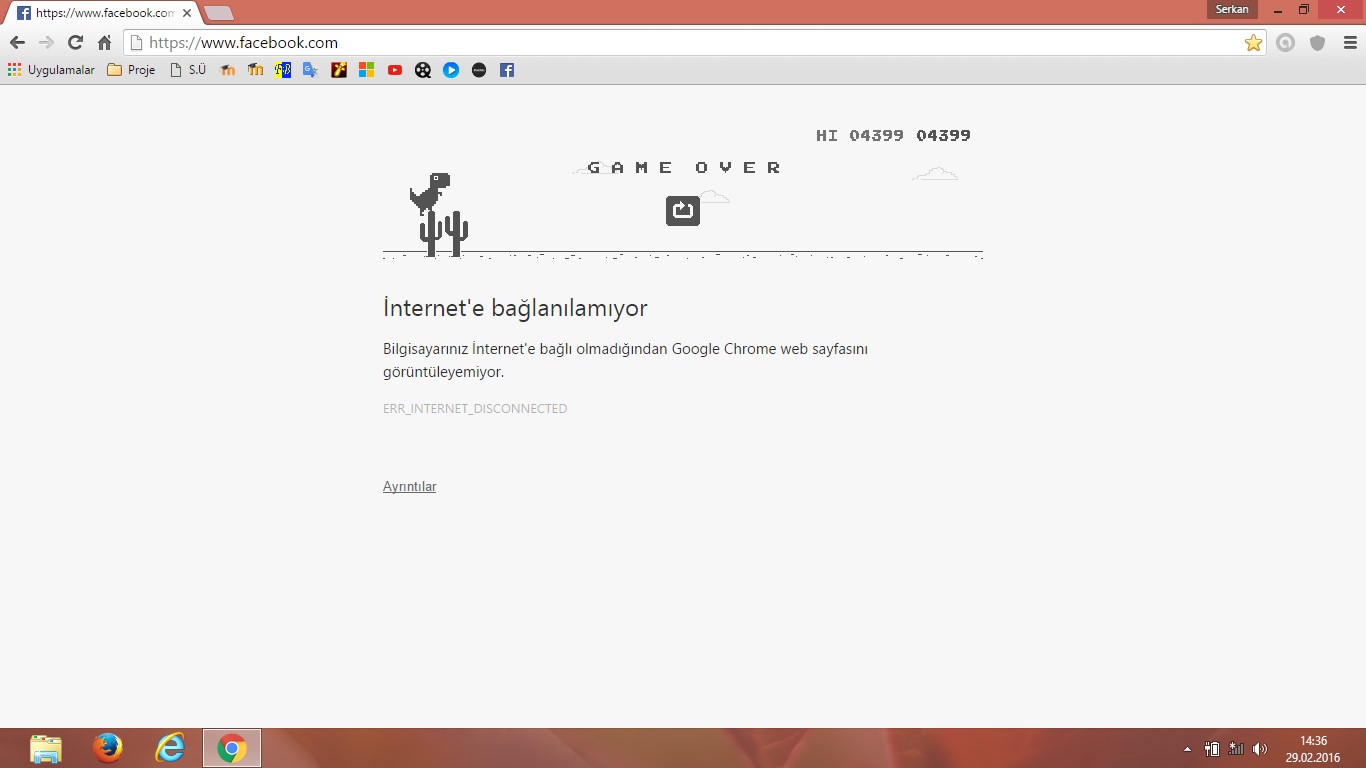 https://www.facebook.com
Serkan
https://www.facebook.com
Uygulamalar
Proje
S.Ü
HI 04399 04399
GAME OVER
İnternet'e bağlanılamıyor
Bilgisayarınız İnternet'e bağlı olmadığından Google Chrome web sayfasını
görüntüleyemiyor.
ERR_INTERNET_DISCONNECTED
Ayrıntılar
14:36
29.02.2016